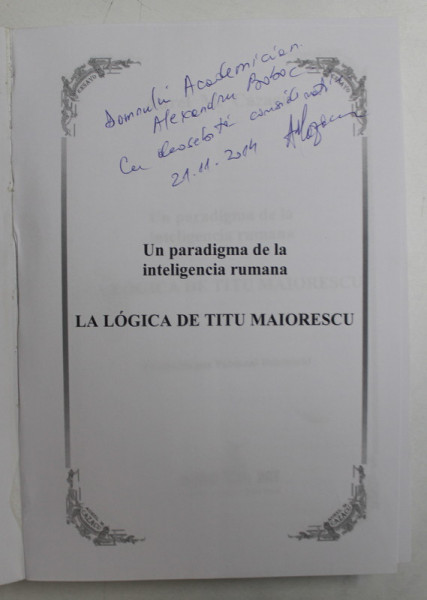 Domnului Academician
Alexandru Boboc
Cu deosebită considerație
21.11.2014
Un paradigma de la
inteligencia rumana
LA LÓGICA DE TITU MAIORESCU